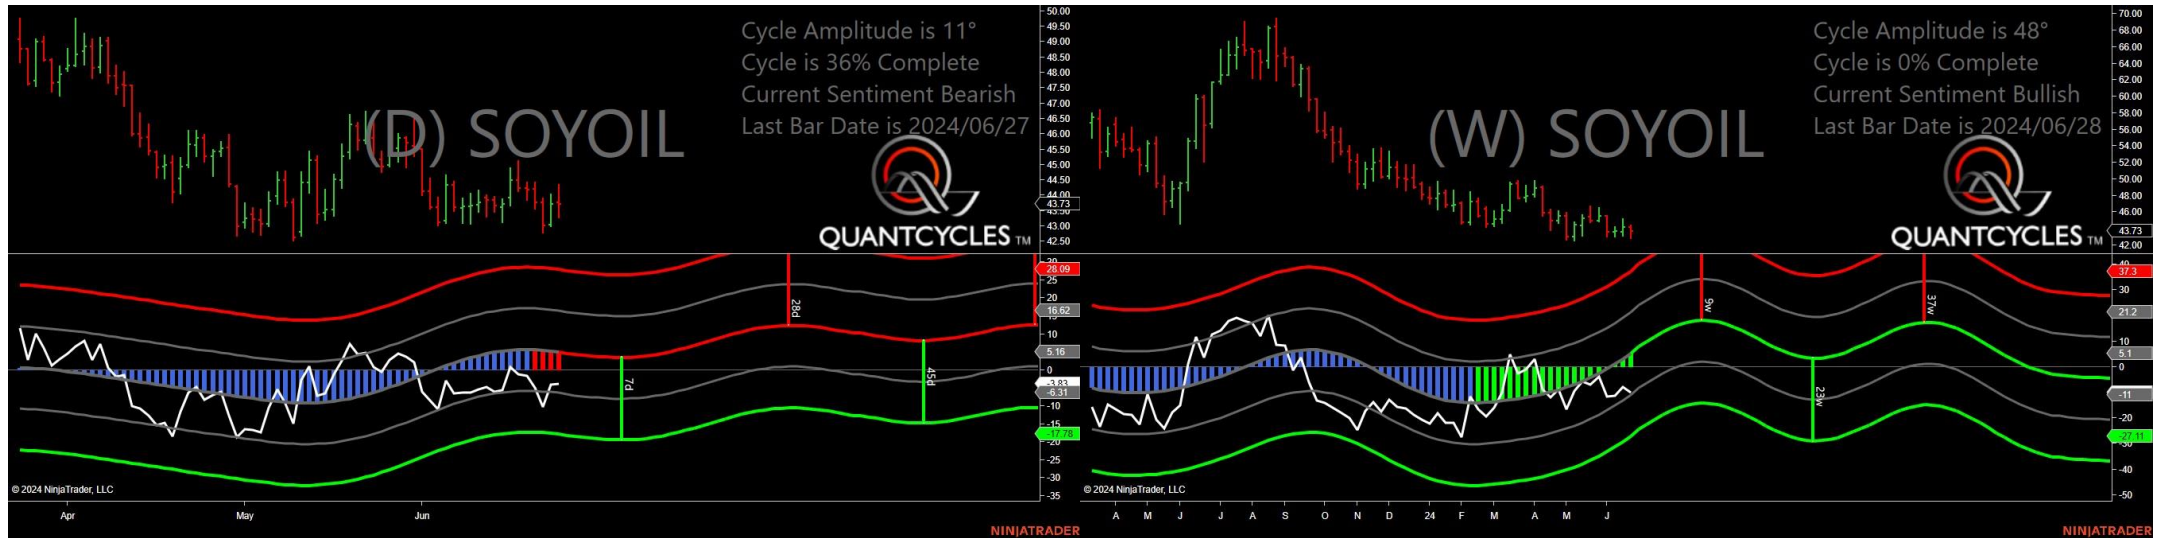 Cycle Amplitude is 11°
Cycle is 36% Complete
Current Sentiment Bearish
Last Bar Date is 2024/06/27
(D) SOYOIL
QUANTCYCLES TM
50.00
49.50
49.00
48.50
48.00
47.50
47.00
46.50
46.00
45.50
45.00
44.50
44.00
43.73
43.50
43.00
42.50
28.09
25
20
16.62
15
10
5.16
0
-3.83
-6.31
-10
-15
-17.78
-20
-25
-30
-35
28d
7d
45d
© 2024 NinjaTrader, LLC
Apr May Jun
NINJATRADER
Cycle Amplitude is 48°
Cycle is 0% Complete
Current Sentiment Bullish
Last Bar Date is 2024/06/28
(W) SOYOIL
QUANTCYCLES TM
70.00
68.00
66.00
64.00
62.00
60.00
58.00
56.00
54.00
52.00
50.00
48.00
46.00
43.73
42.00
40
37.3
30
21.2
10
5.1
0
-11
-20
-27.11
-30
-40
-50
9w
37w
23w
© 2024 NinjaTrader, LLC
A M J J A S O N D 24 F M A M J
NINJATRADER